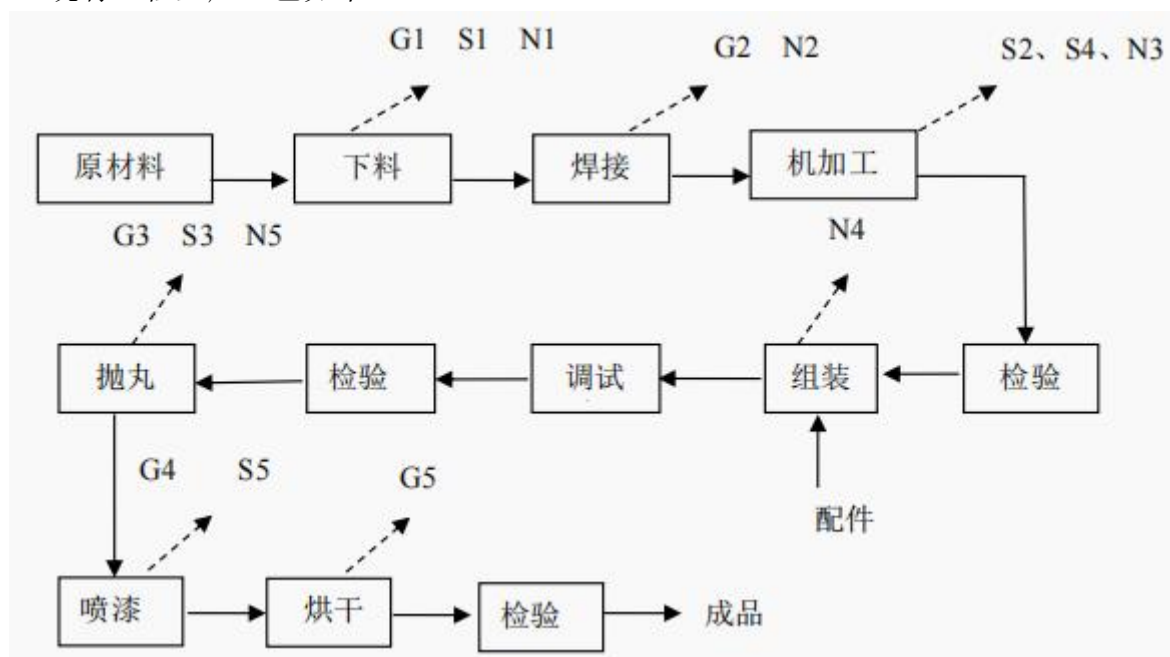 G1 S1 N1
G2 N2
S2、S4、N3
原材料
下料
焊接
机加工
G3 S3 N5
N4
抛丸
检验
调试
组装
检验
G4 S5
G5
配件
喷漆
烘干
检验
成品